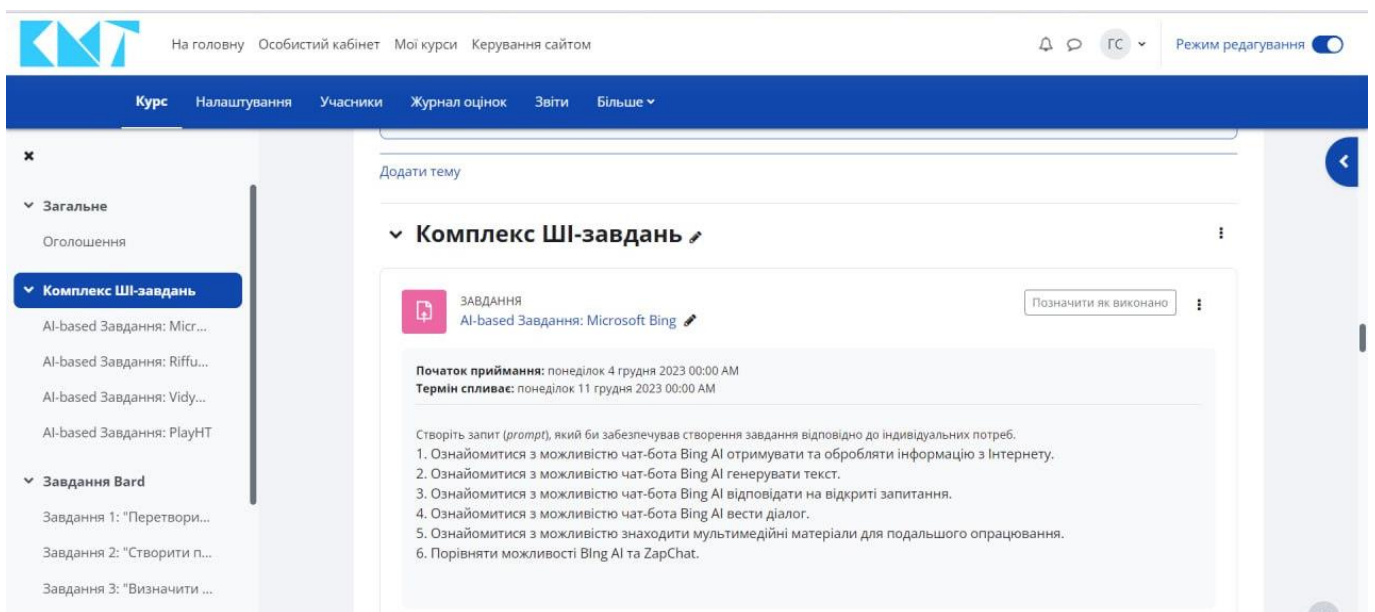 КМТ
На головну Особистий кабінет Мої курси Керування сайтом
ГС
Режим редагування
Курс Налаштування Учасники Журнал оцінок Звіти Більше
Додати тему
Загальне
Оголошення
Комплекс ШІ-завдань
AI-based Завдання: Micr...
AI-based Завдання: Riffu...
AI-based Завдання: Vidy...
AI-based Завдання: PlayHT
Завдання Bard
Завдання 1: "Перетвори...
Завдання 2: "Створити п...
Завдання 3: "Визначити ...
Комплекс ШІ-завдань
ЗАВДАННЯ
AI-based Завдання: Microsoft Bing
Позначити як виконано
Початок приймання: понеділок 4 грудня 2023 00:00 AM
Термін спливає: понеділок 11 грудня 2023 00:00 AM
Створіть запит (prompt), який би забезпечував створення завдання відповідно до індивідуальних потреб.
1. Ознайомитися з можливістю чат-бота Bing AI отримувати та обробляти інформацію з Інтернету.
2. Ознайомитися з можливістю чат-бота Bing AI генерувати текст.
3. Ознайомитися з можливістю чат-бота Bing AI відповідати на відкриті запитання.
4. Ознайомитися з можливістю чат-бота Bing AI вести діалог.
5. Ознайомитися з можливістю знаходити мультимедійні матеріали для подальшого опрацювання.
6. Порівняти можливості BIng AI та ZapChat.